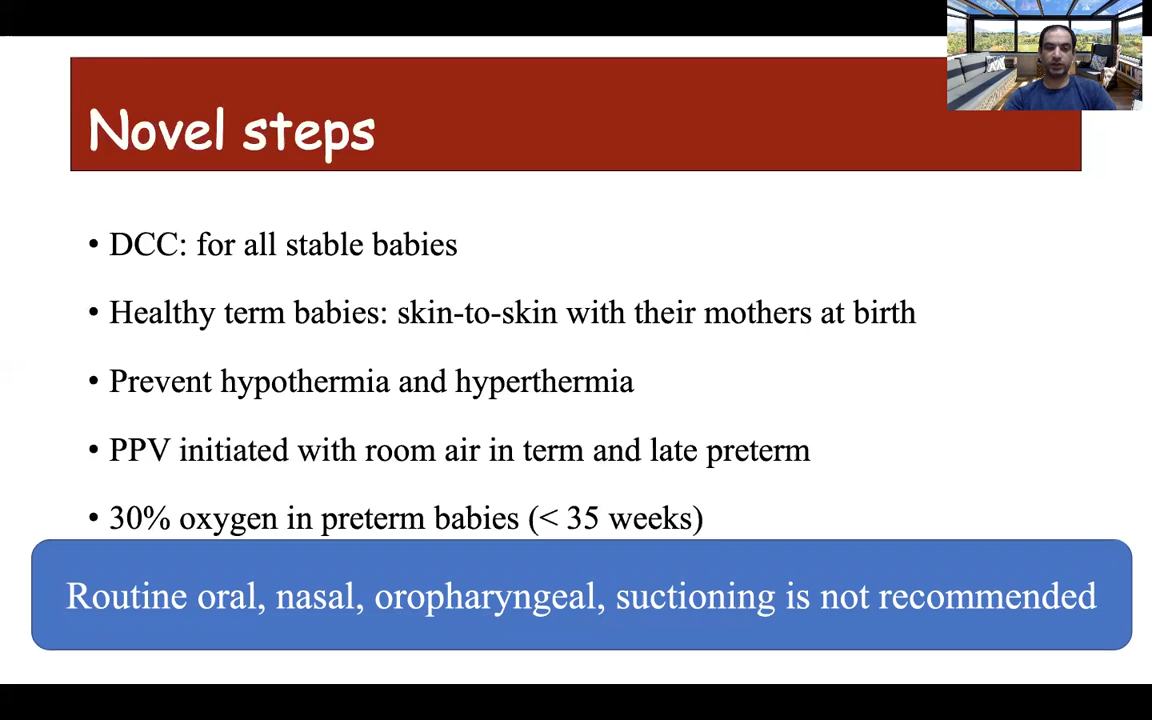 Novel steps
• DCC: for all stable babies
• Healthy term babies: skin-to-skin with their mothers at birth
• Prevent hypothermia and hyperthermia
• PPV initiated with room air in term and late preterm
• 30% oxygen in preterm babies (< 35 weeks)
Routine oral, nasal, oropharyngeal, suctioning is not recommended